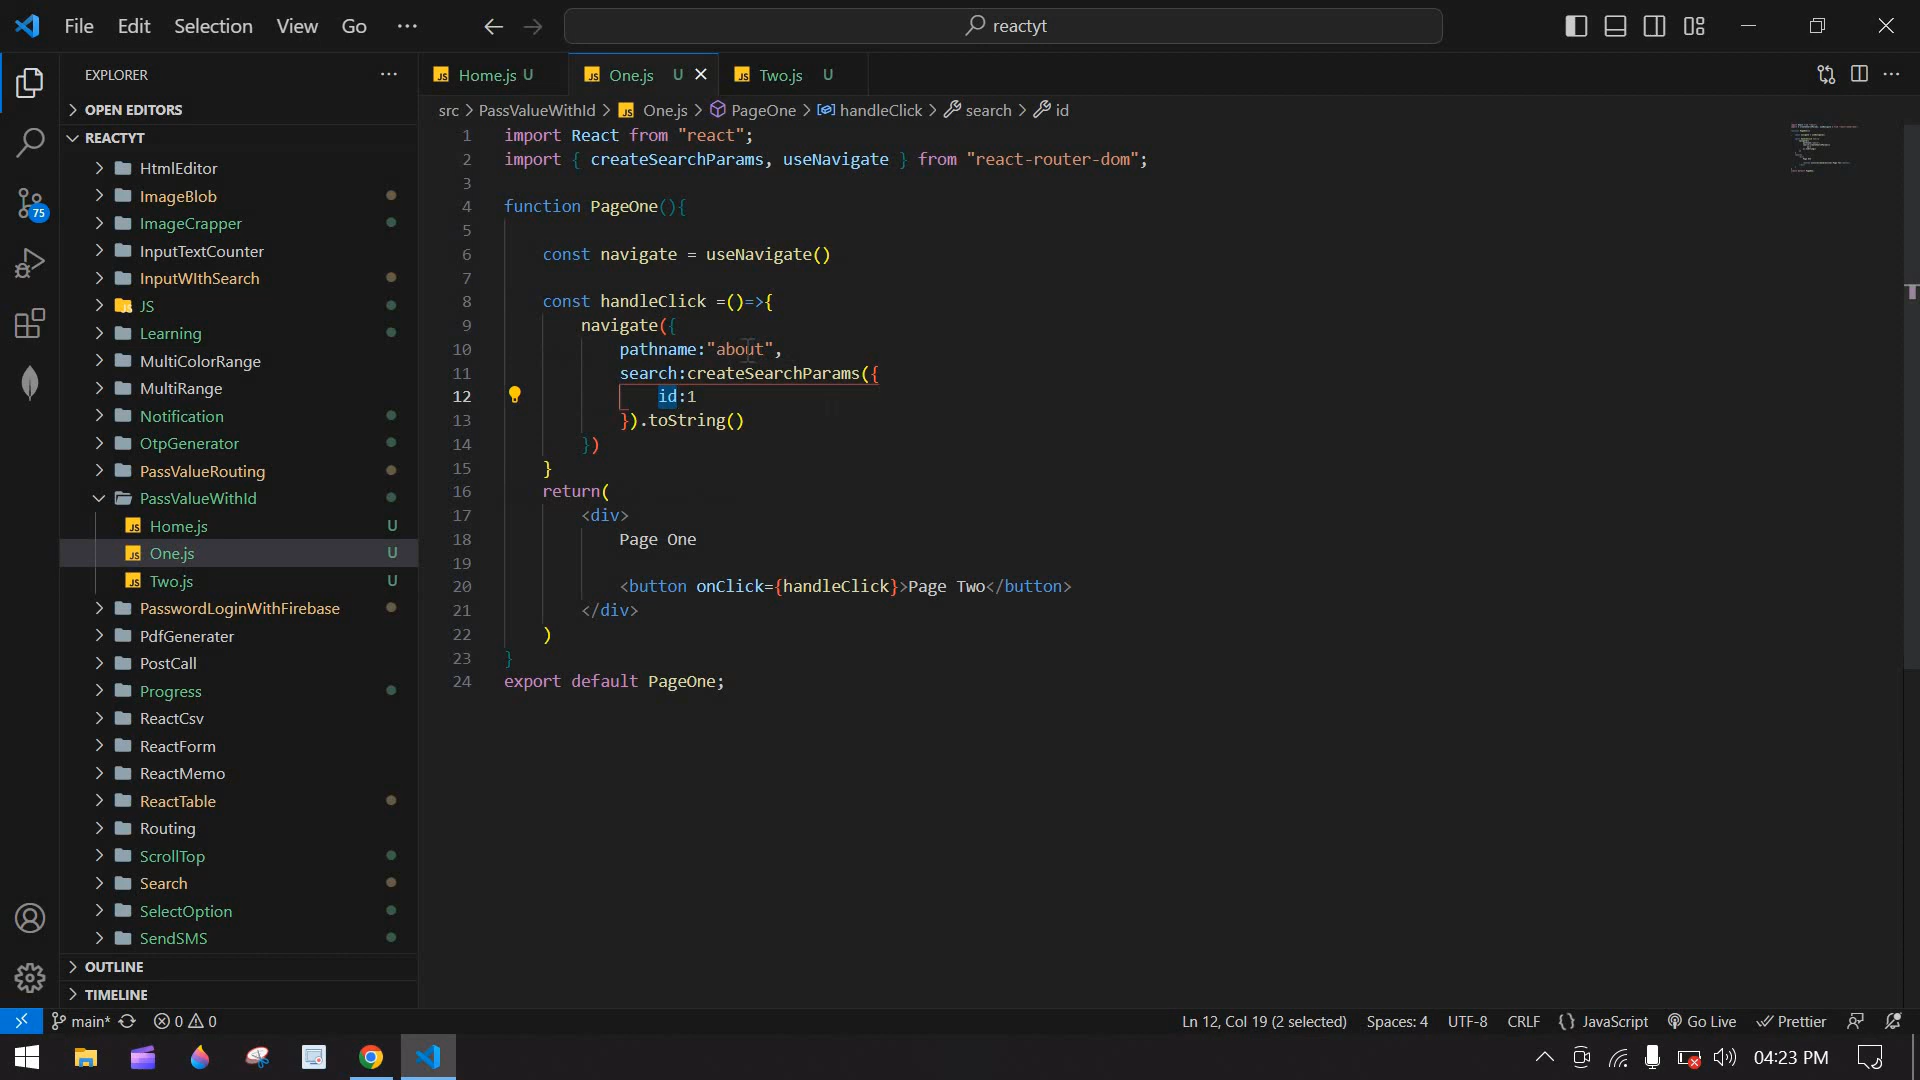 File Edit Selection View Go ··· reactyt
EXPLORER ···
Home.js U One.js U Two.js U ···
OPEN EDITORS
src > PassValueWithId > One.js > PageOne > handleClick > search > id
REACTYT
HtmlEditor
ImageBlob
ImageCrapper
InputTextCounter
InputWIthSearch
JS
Learning
MultiColorRange
MultiRange
Notification
OtpGenerator
PassValueRouting
PassValueWithId
Home.js U
One.js U
Two.js U
PasswordLoginWithFirebase
PdfGenerater
PostCall
Progress
ReactCsv
ReactForm
ReactMemo
ReactTable
Routing
ScrollTop
Search
SelectOption
SendSMS
OUTLINE
TIMELINE
75
1 import React from "react";
2 import { createSearchParams, useNavigate } from "react-router-dom";
3
4 function PageOne(){
5
6 const navigate = useNavigate()
7
8 const handleClick =()=>{
9 navigate({
10 pathname:"about",
11 search:createSearchParams({
12 id:1
13 }).toString()
14 })
15 }
16 return(
17 <div>
18 Page One
19
20 <button onClick={handleClick}>Page Two</button>
21 </div>
22 )
23 }
24 export default PageOne;
main* 0 0 Ln 12, Col 19 (2 selected) Spaces: 4 UTF-8 CRLF {} JavaScript Go Live Prettier
04:23 PM